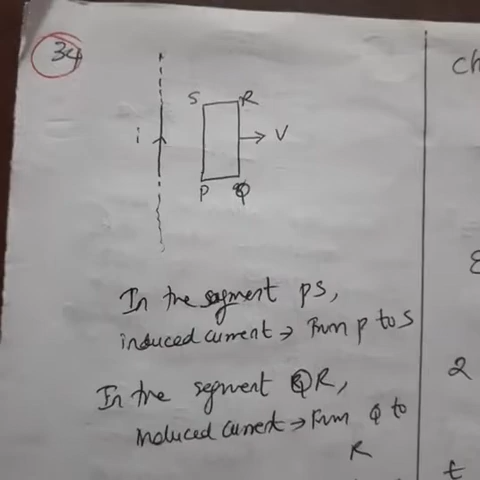 34
S R
i
V
P Q
In the segment PS,
induced current → From P to S
In the segment QR,
Induced current → From Q to
R
ch
2
t